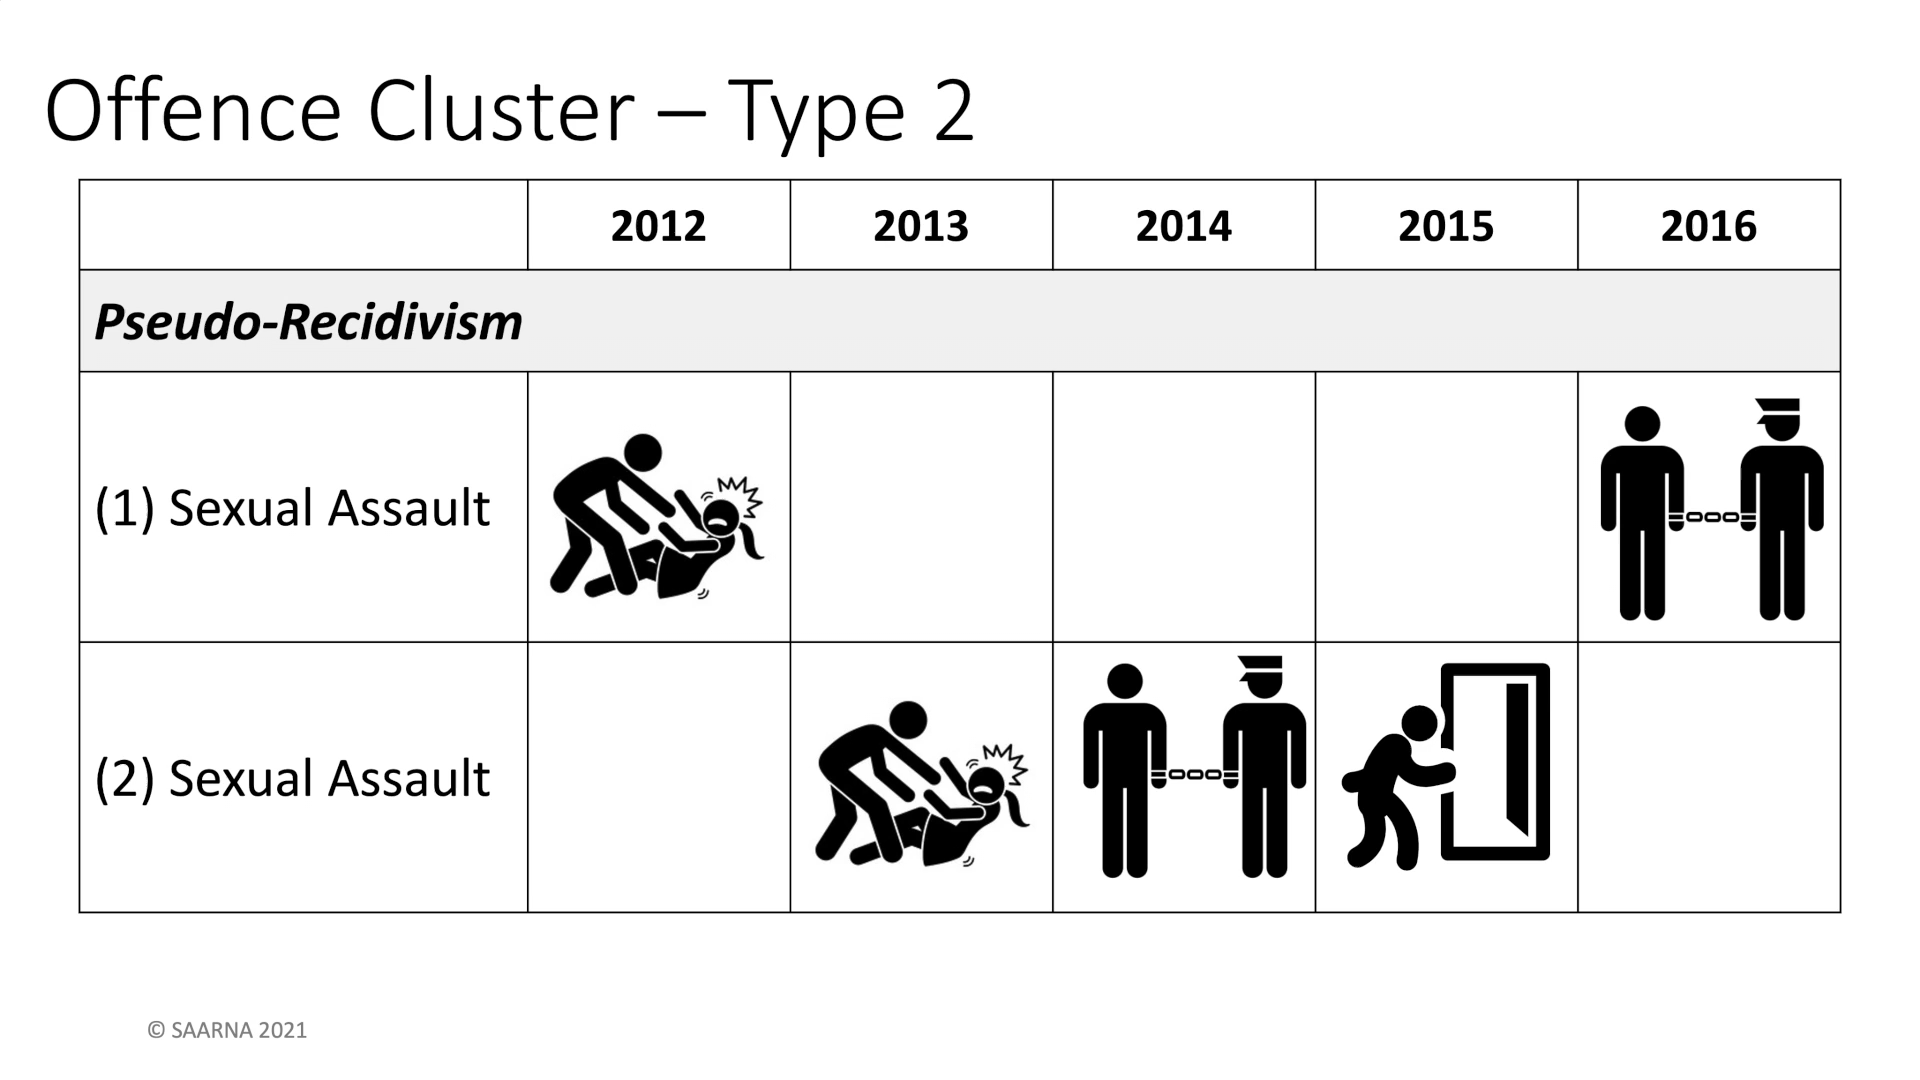 Offence Cluster – Type 2
2012 2013 2014 2015 2016
Pseudo-Recidivism
(1) Sexual Assault
(2) Sexual Assault
© SAARNA 2021